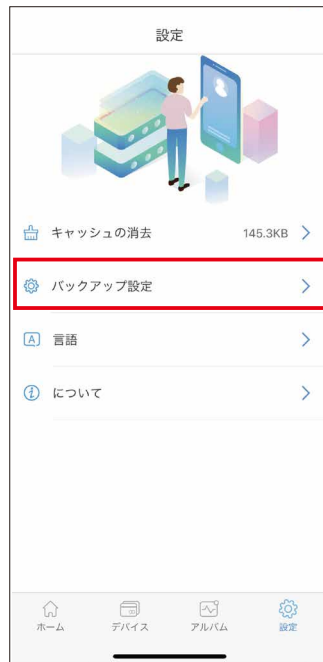 設定
キャッシュの消去 145.3KB
バックアップ設定
A 言語
について
ホーム デバイス アルバム 設定